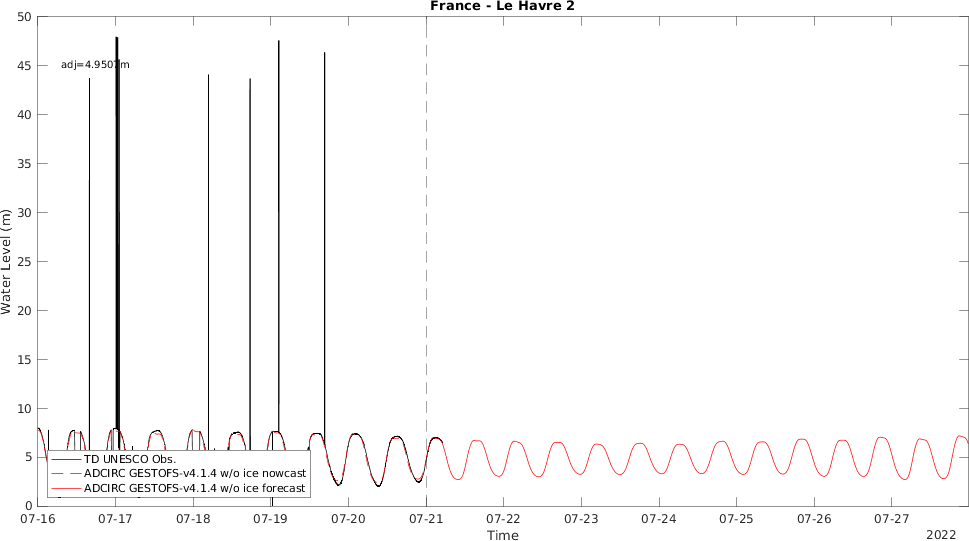 France - Le Havre 2
50
45
40
35
30
25
20
15
10
5
0
Water Level (m)
adj=4.9507m
TD UNESCO Obs.
ADCIRC GESTOFS-v4.1.4 w/o ice nowcast
ADCIRC GESTOFS-v4.1.4 w/o ice forecast
07-16 07-17 07-18 07-19 07-20 07-21 07-22 07-23 07-24 07-25 07-26 07-27
Time
2022